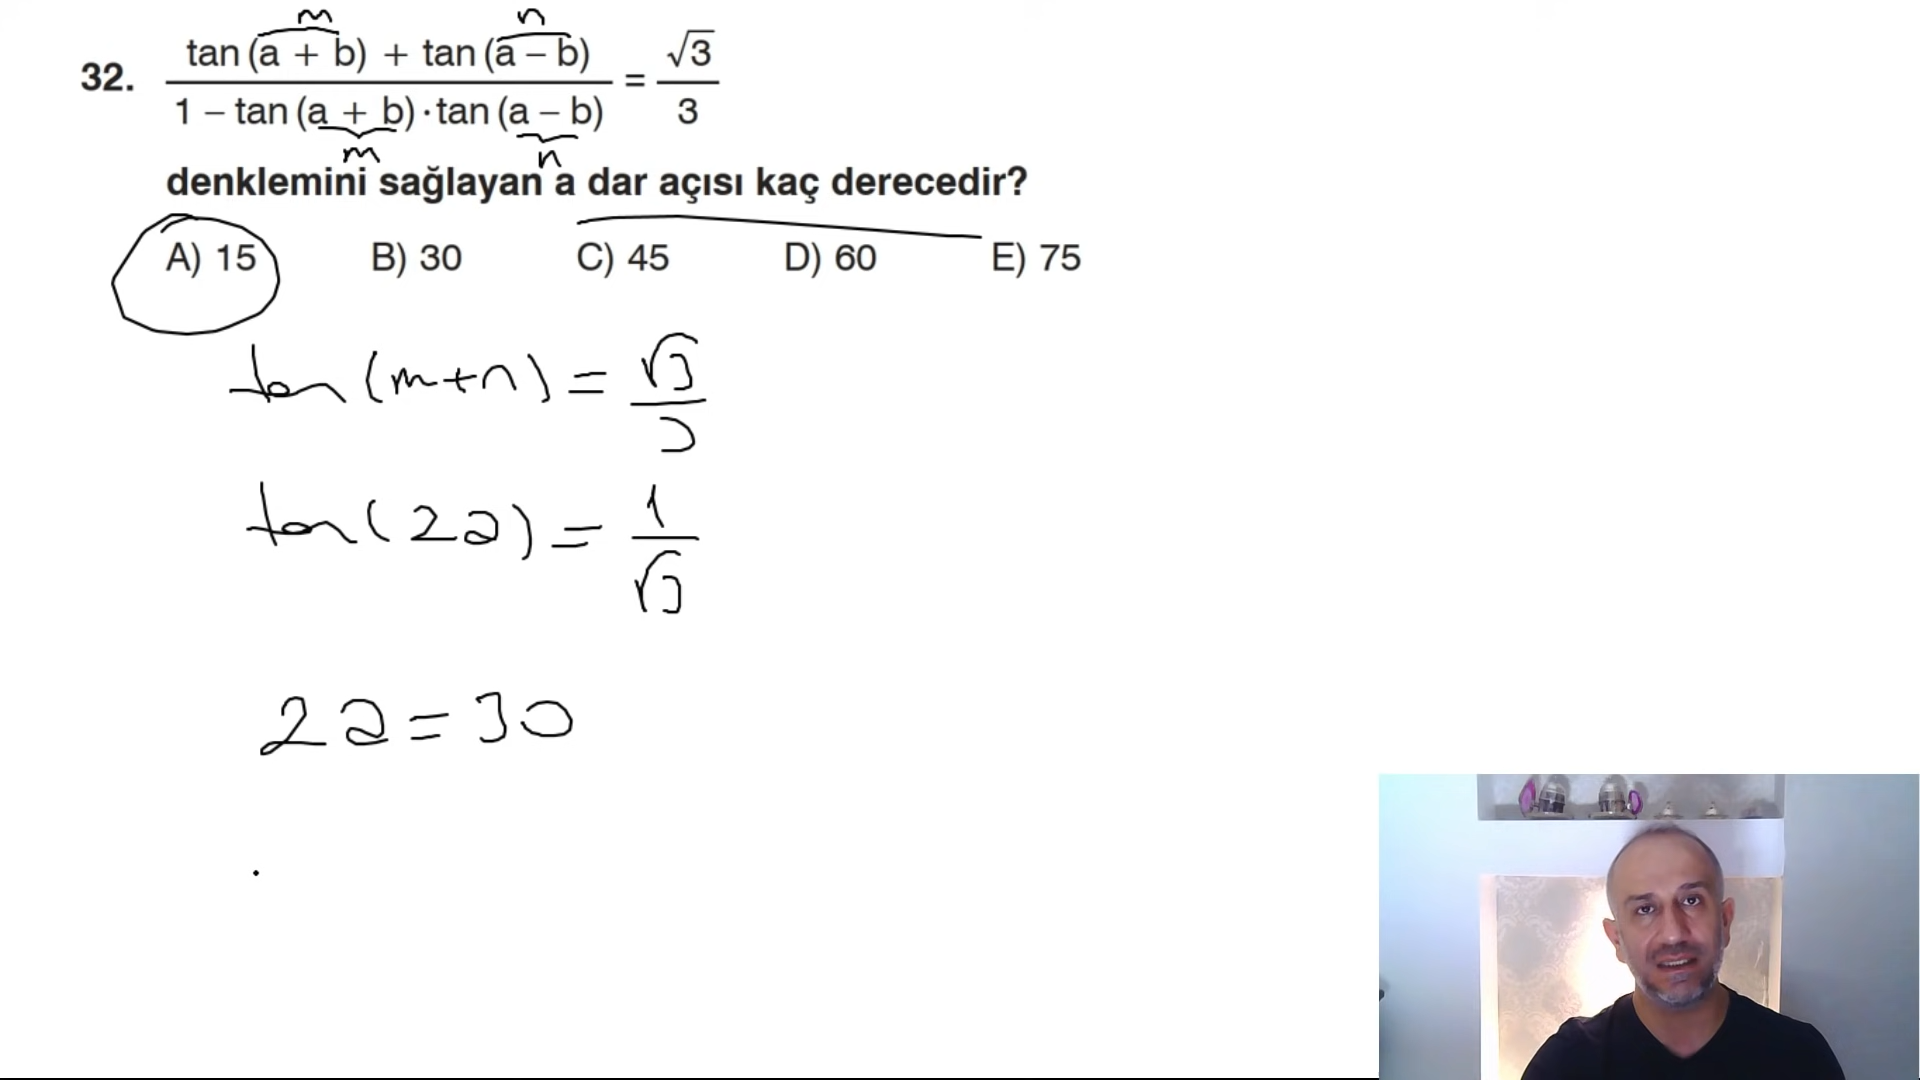 m n
32. tan (a + b) + tan (a − b) / 1 − tan (a + b) · tan (a − b) = √3 / 3
m n
denklemini sağlayan a dar açısı kaç derecedir?
A) 15 B) 30 C) 45 D) 60 E) 75
tan (m+n) = √3 / 3
tan (2a) = 1 / √3
2a = 30